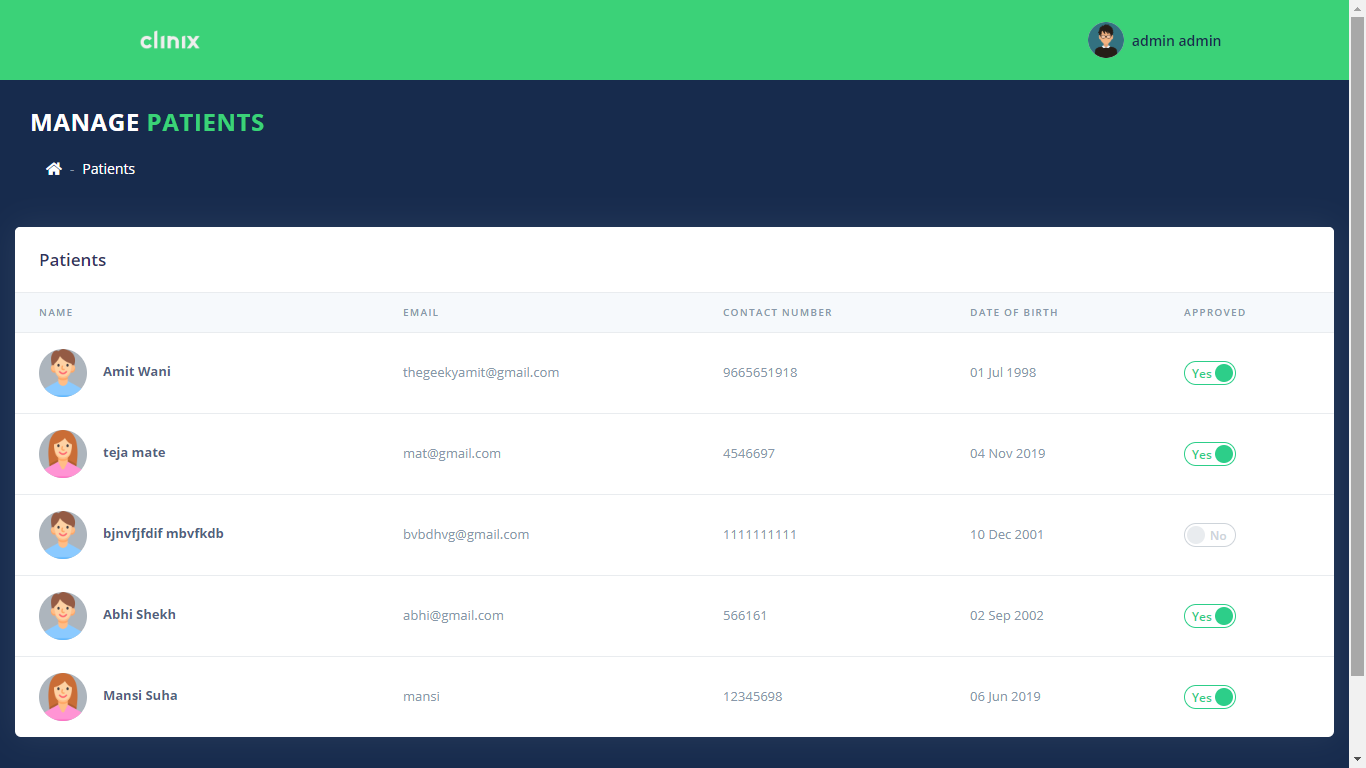 clinix
admin admin
MANAGE PATIENTS
- Patients
Patients
NAME EMAIL CONTACT NUMBER DATE OF BIRTH APPROVED
Amit Wani thegeekyamit@gmail.com 9665651918 01 Jul 1998 Yes
teja mate mat@gmail.com 4546697 04 Nov 2019 Yes
bjnvfjfdif mbvfkdb bvbdhvg@gmail.com 1111111111 10 Dec 2001 No
Abhi Shekh abhi@gmail.com 566161 02 Sep 2002 Yes
Mansi Suha mansi 12345698 06 Jun 2019 Yes